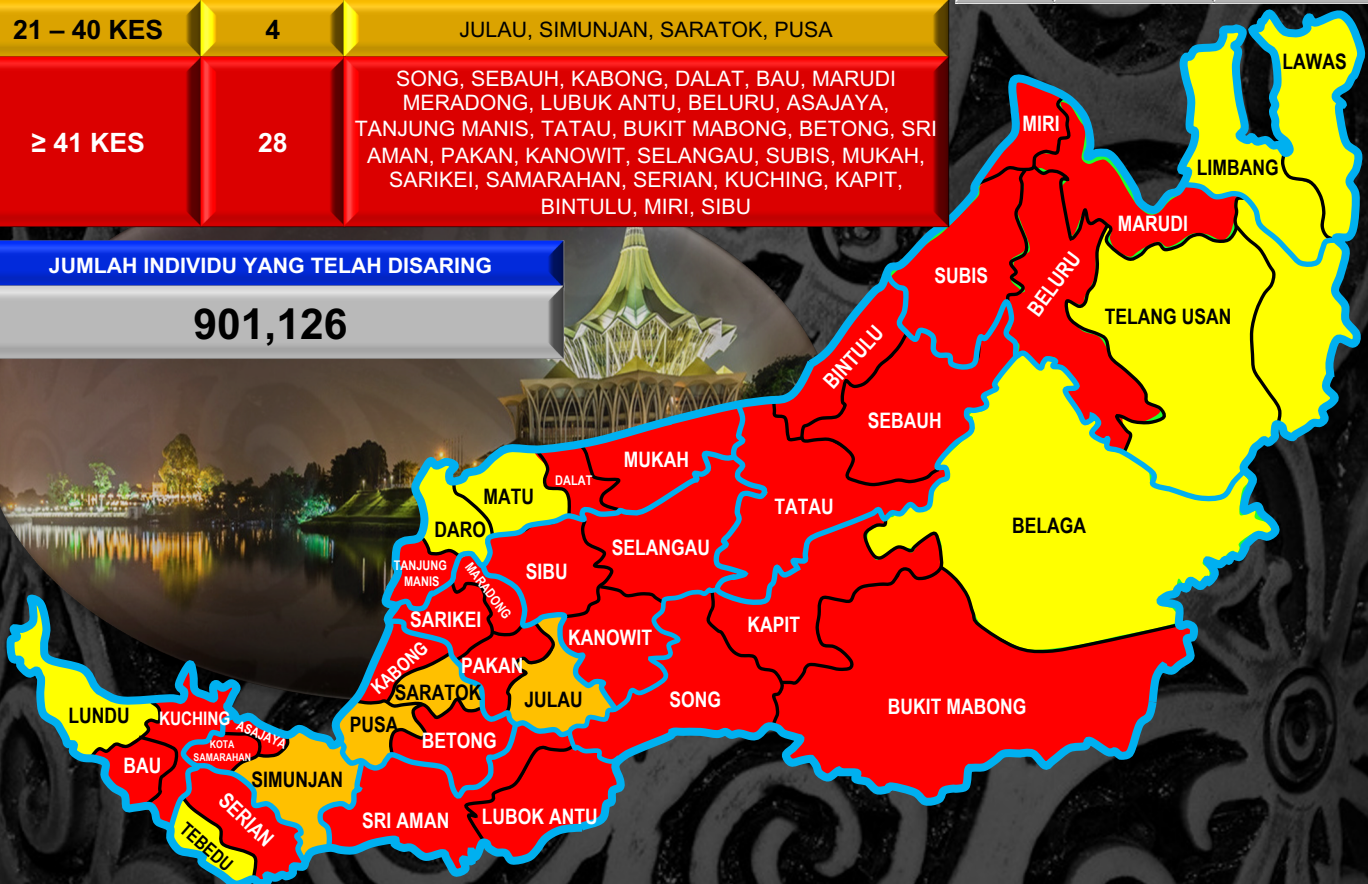 21 – 40 KES
4
JULAU, SIMUNJAN, SARATOK, PUSA
≥ 41 KES
28
SONG, SEBAUH, KABONG, DALAT, BAU, MARUDI
MERADONG, LUBUK ANTU, BELURU, ASAJAYA,
TANJUNG MANIS, TATAU, BUKIT MABONG, BETONG, SRI
AMAN, PAKAN, KANOWIT, SELANGAU, SUBIS, MUKAH,
SARIKEI, SAMARAHAN, SERIAN, KUCHING, KAPIT,
BINTULU, MIRI, SIBU
JUMLAH INDIVIDU YANG TELAH DISARING
901,126
LAWAS
MIRI
LIMBANG
MARUDI
SUBIS
BELURU
TELANG USAN
BINTULU
SEBAUH
MUKAH
DALAT
MATU
TATAU
DARO
BELAGA
SELANGAU
TANJUNG
MANIS
MARADONG
SIBU
SARIKEI
KAPIT
KANOWIT
KABONG
PAKAN
SARATOK
JULAU
SONG
BUKIT MABONG
LUNDU
KUCHING
ASAJAYA
PUSA
BETONG
KOTA
SAMARAHAN
BAU
SIMUNJAN
SERIAN
SRI AMAN
LUBOK ANTU
TEBEDU